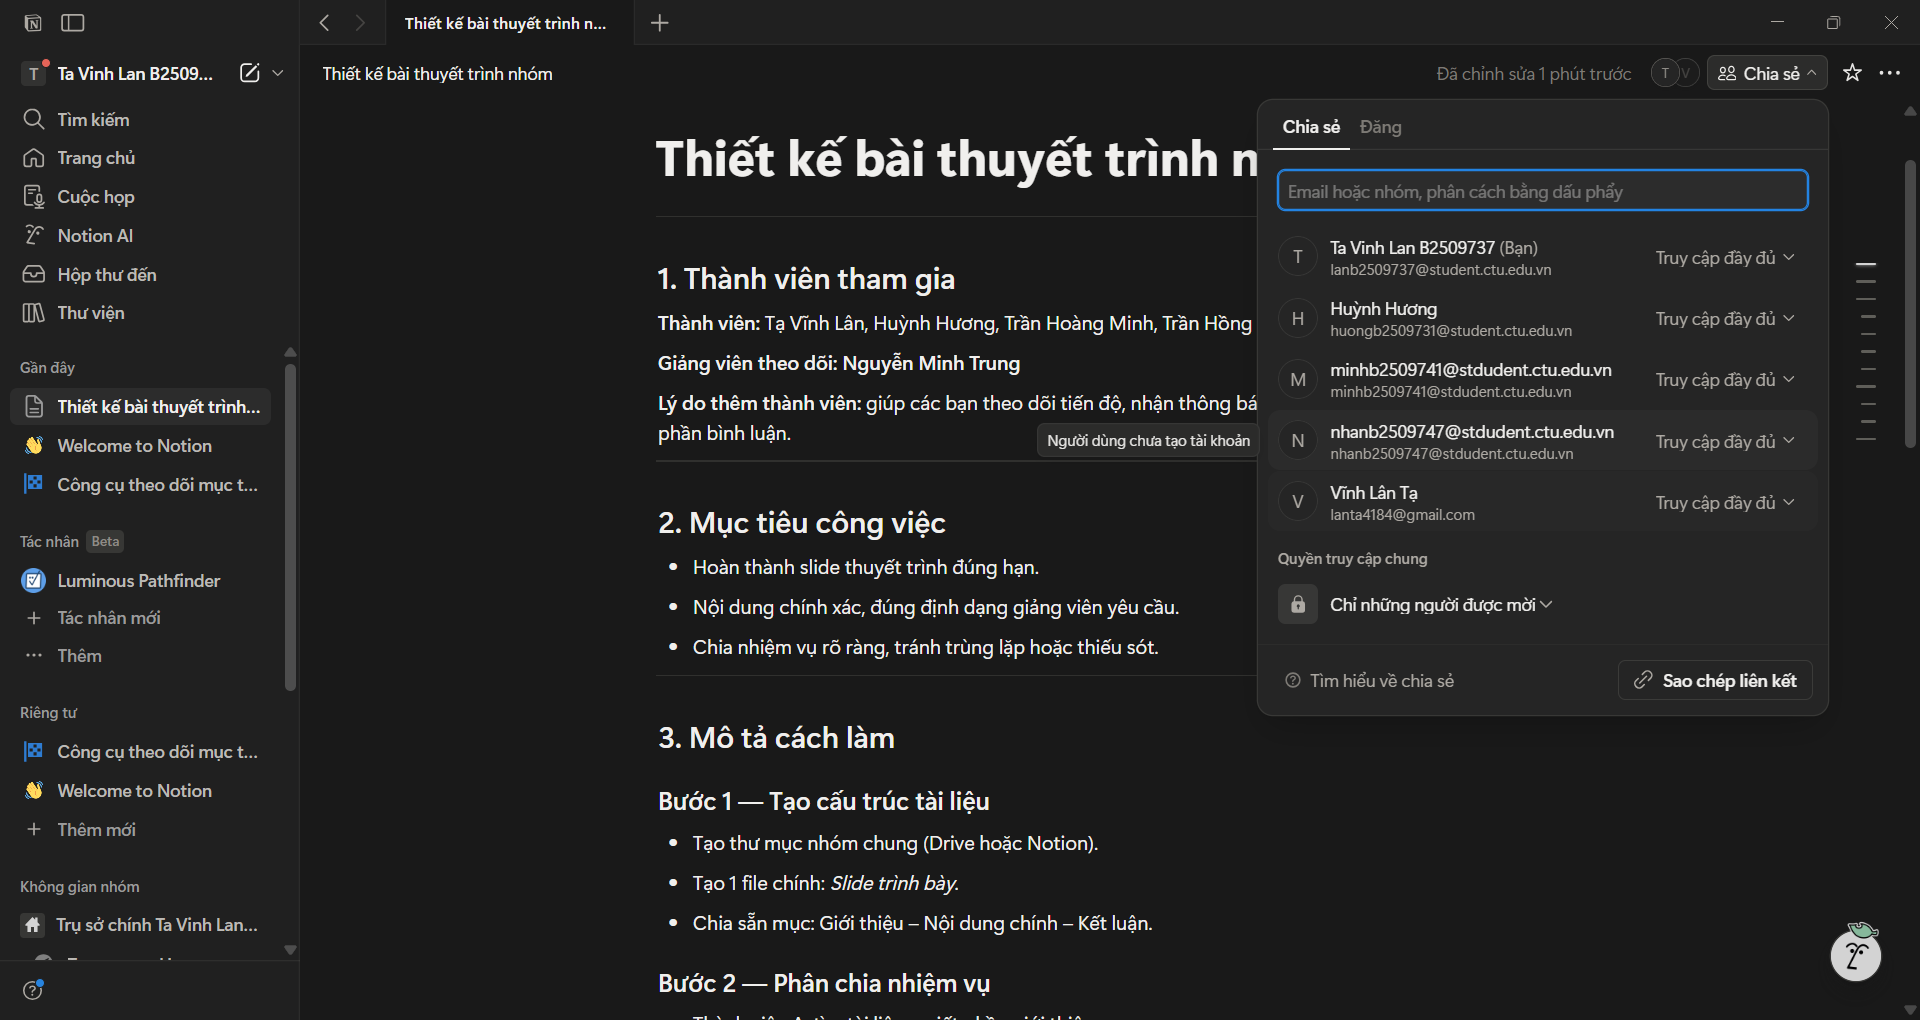 Thiết kế bài thuyết trình n...
T
Ta Vinh Lan B2509...
Tìm kiếm
Trang chủ
Cuộc họp
Notion AI
Hộp thư đến
Thư viện
Gần đây
Thiết kế bài thuyết trình...
Welcome to Notion
Công cụ theo dõi mục t...
Tác nhân Beta
Luminous Pathfinder
Tác nhân mới
Thêm
Riêng tư
Công cụ theo dõi mục t...
Welcome to Notion
Thêm mới
Không gian nhóm
Trụ sở chính Ta Vinh Lan...
Thiết kế bài thuyết trình nhóm
Đã chỉnh sửa 1 phút trước
T V
Chia sẻ
Thiết kế bài thuyết trình n
1. Thành viên tham gia
Thành viên: Tạ Vĩnh Lân, Huỳnh Hương, Trần Hoàng Minh, Trần Hồng
Giảng viên theo dõi: Nguyễn Minh Trung
Lý do thêm thành viên: giúp các bạn theo dõi tiến độ, nhận thông bá
phần bình luận.
Người dùng chưa tạo tài khoản
2. Mục tiêu công việc
Hoàn thành slide thuyết trình đúng hạn.
Nội dung chính xác, đúng định dạng giảng viên yêu cầu.
Chia nhiệm vụ rõ ràng, tránh trùng lặp hoặc thiếu sót.
3. Mô tả cách làm
Bước 1 — Tạo cấu trúc tài liệu
Tạo thư mục nhóm chung (Drive hoặc Notion).
Tạo 1 file chính: Slide trình bày.
Chia sẵn mục: Giới thiệu – Nội dung chính – Kết luận.
Bước 2 — Phân chia nhiệm vụ
Chia sẻ Đăng
Email hoặc nhóm, phân cách bằng dấu phẩy
T
Ta Vinh Lan B2509737 (Bạn)
lanb2509737@student.ctu.edu.vn
Truy cập đầy đủ
H
Huỳnh Hương
huongb2509731@student.ctu.edu.vn
Truy cập đầy đủ
M
minhb2509741@stdudent.ctu.edu.vn
minhb2509741@stdudent.ctu.edu.vn
Truy cập đầy đủ
N
nhanb2509747@stdudent.ctu.edu.vn
nhanb2509747@stdudent.ctu.edu.vn
Truy cập đầy đủ
V
Vĩnh Lân Tạ
lanta4184@gmail.com
Truy cập đầy đủ
Quyền truy cập chung
Chỉ những người được mời
Tìm hiểu về chia sẻ
Sao chép liên kết